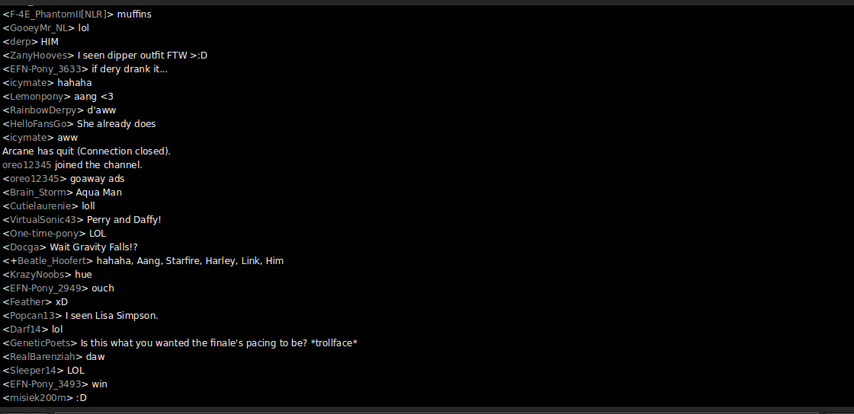 <F-4E_PhantomII[NLR]> muffins
<GooeyMr_NL> lol
<derp> HIM
<ZanyHooves> I seen dipper outfit FTW >:D
<EFN-Pony_3633> if dery drank it...
<icymate> hahaha
<Lemonpony> aang <3
<RainbowDerpy> d'aww
<HelloFansGo> She already does
<icymate> aww
Arcane has quit (Connection closed).
oreo12345 joined the channel.
<oreo12345> goaway ads
<Brain_Storm> Aqua Man
<Cutielaurenie> loll
<VirtualSonic43> Perry and Daffy!
<One-time-pony> LOL
<Docga> Wait Gravity Falls!?
<+Beatle_Hoofert> hahaha, Aang, Starfire, Harley, Link, Him
<KrazyNoobs> hue
<EFN-Pony_2949> ouch
<Feather> xD
<Popcan13> I seen Lisa Simpson.
<Darf14> lol
<GeneticPoets> Is this what you wanted the finale's pacing to be? *trollface*
<RealBarenziah> daw
<Sleeper14> LOL
<EFN-Pony_3493> win
<misiek200m> :D